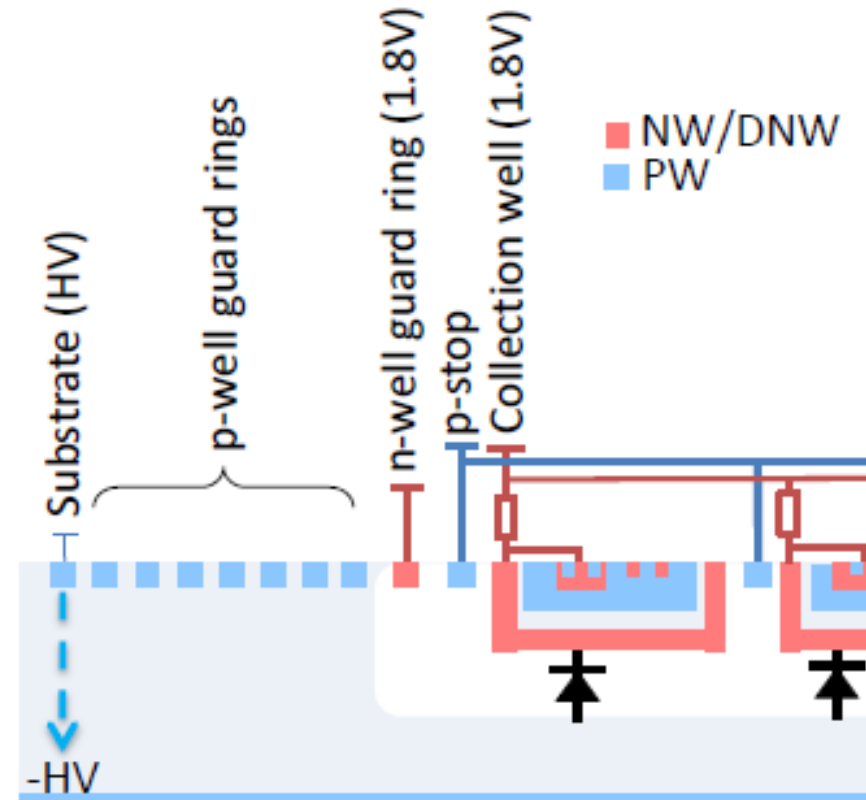 Substrate (HV)
p-well guard rings
n-well guard ring (1.8V)
p-stop
Collection well (1.8V)
NW/DNW
PW
-HV